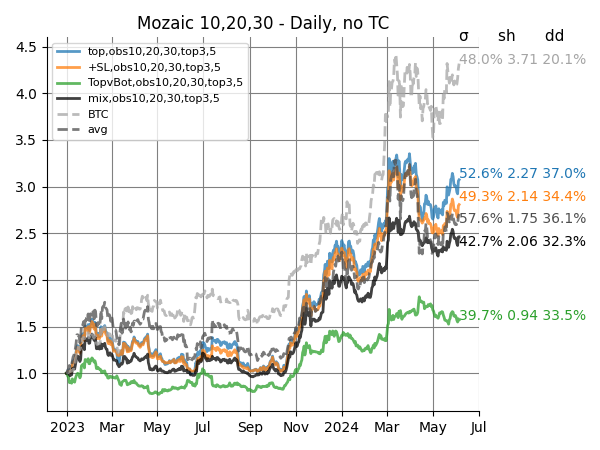 Mozaic 10,20,30 - Daily, no TC
σ sh dd
top,obs10,20,30,top3,5
+SL,obs10,20,30,top3,5
TopvBot,obs10,20,30,top3,5
mix,obs10,20,30,top3,5
BTC
avg
48.0% 3.71 20.1%
52.6% 2.27 37.0%
49.3% 2.14 34.4%
57.6% 1.75 36.1%
42.7% 2.06 32.3%
39.7% 0.94 33.5%
4.5
4.0
3.5
3.0
2.5
2.0
1.5
1.0
2023 Mar May Jul Sep Nov 2024 Mar May Jul